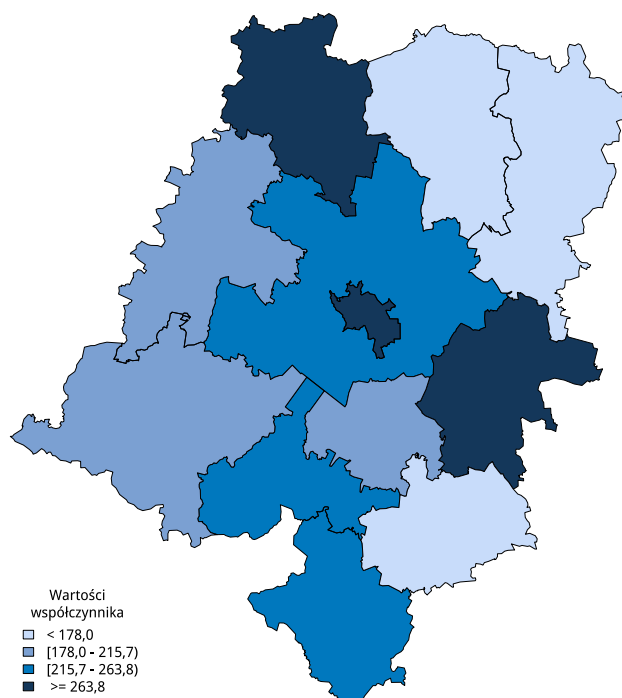 Wartości
współczynnika
< 178,0
[178,0 - 215,7)
[215,7 - 263,8)
>= 263,8